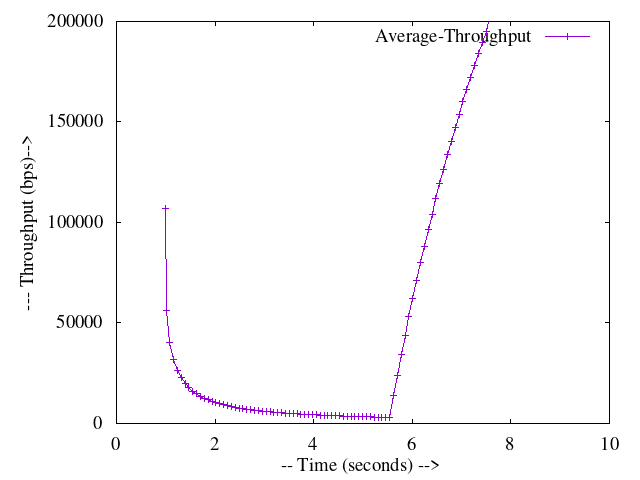 200000
150000
100000
50000
0
--- Throughput (bps)-->
Average-Throughput
0 2 4 6 8 10
-- Time (seconds) -->